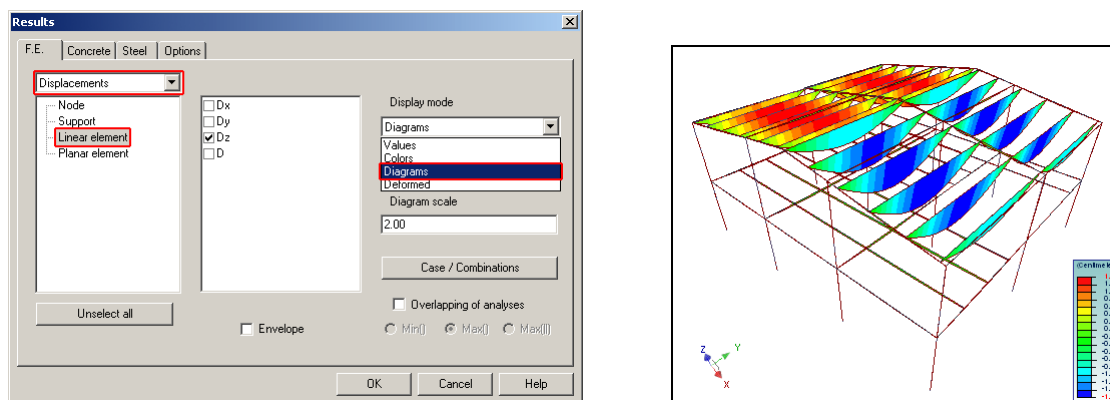 Results
F.E. Concrete Steel Options
Displacements
Node
Support
Linear element
Planar element
Unselect all
Dx
Dy
Dz
D
Envelope
Display mode
Diagrams
Values
Colors
Diagrams
Deformed
Diagram scale
2.00
Case / Combinations
Overlapping of analyses
Min() Max() Max(||)
OK Cancel Help
Z Y
X